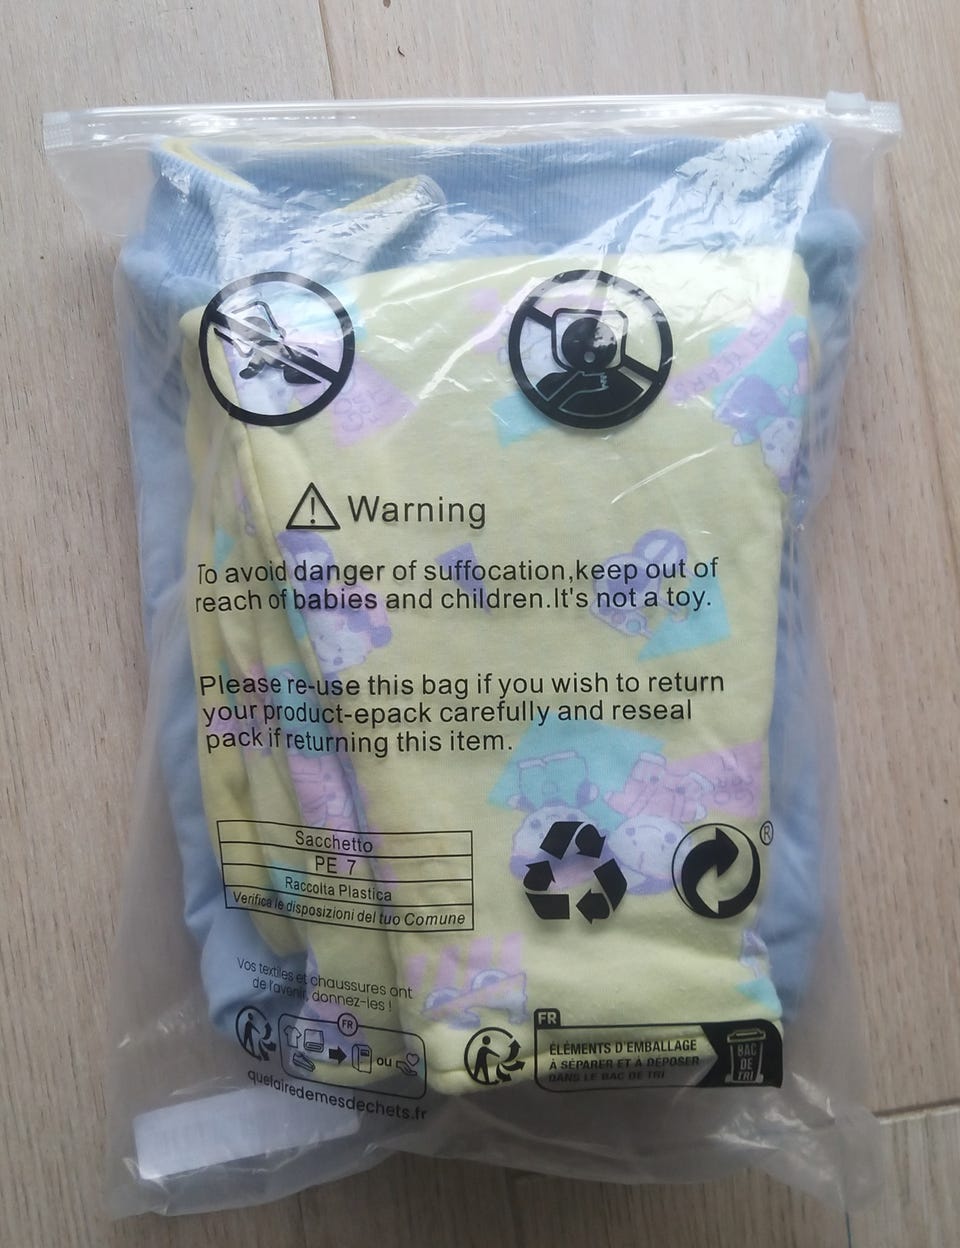 Warning
To avoid danger of suffocation,keep out of
reach of babies and children.It's not a toy.
Please re-use this bag if you wish to return
your product-epack carefully and reseal
pack if returning this item.
Sacchetto
PE 7
Raccolta Plastica
Verifica le disposizioni del tuo Comune
®
Vos textiles et chaussures ont
de l'avenir, donnez-les !
FR
ou
quefairedemesdechets.fr
FR
ÉLÉMENTS D'EMBALLAGE
À SÉPARER ET À DÉPOSER
DANS LE BAC DE TRI
BAC
DE
TRI